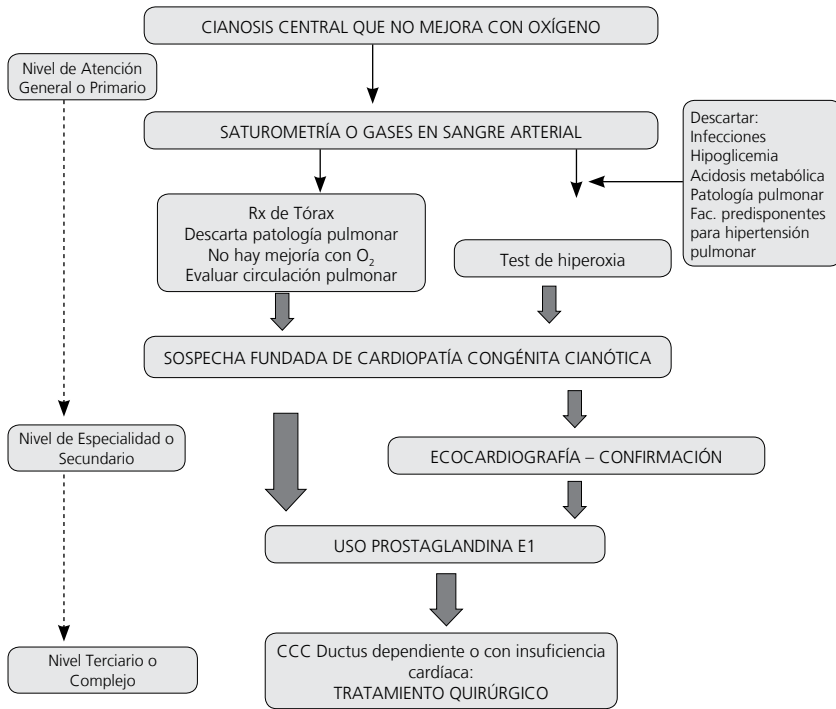 CIANOSIS CENTRAL QUE NO MEJORA CON OXÍGENO
Nivel de Atención
General o Primario
SATUROMETRÍA O GASES EN SANGRE ARTERIAL
Descartar:
Infecciones
Hipoglicemia
Acidosis metabólica
Patología pulmonar
Fac. predisponentes
para hipertensión
pulmonar
Rx de Tórax
Descarta patología pulmonar
No hay mejoría con O₂
Evaluar circulación pulmonar
Test de hiperoxia
SOSPECHA FUNDADA DE CARDIOPATÍA CONGÉNITA CIANÓTICA
Nivel de Especialidad o
Secundario
ECOCARDIOGRAFÍA – CONFIRMACIÓN
USO PROSTAGLANDINA E1
Nivel Terciario o
Complejo
CCC Ductus dependiente o con insuficiencia
cardíaca:
TRATAMIENTO QUIRÚRGICO